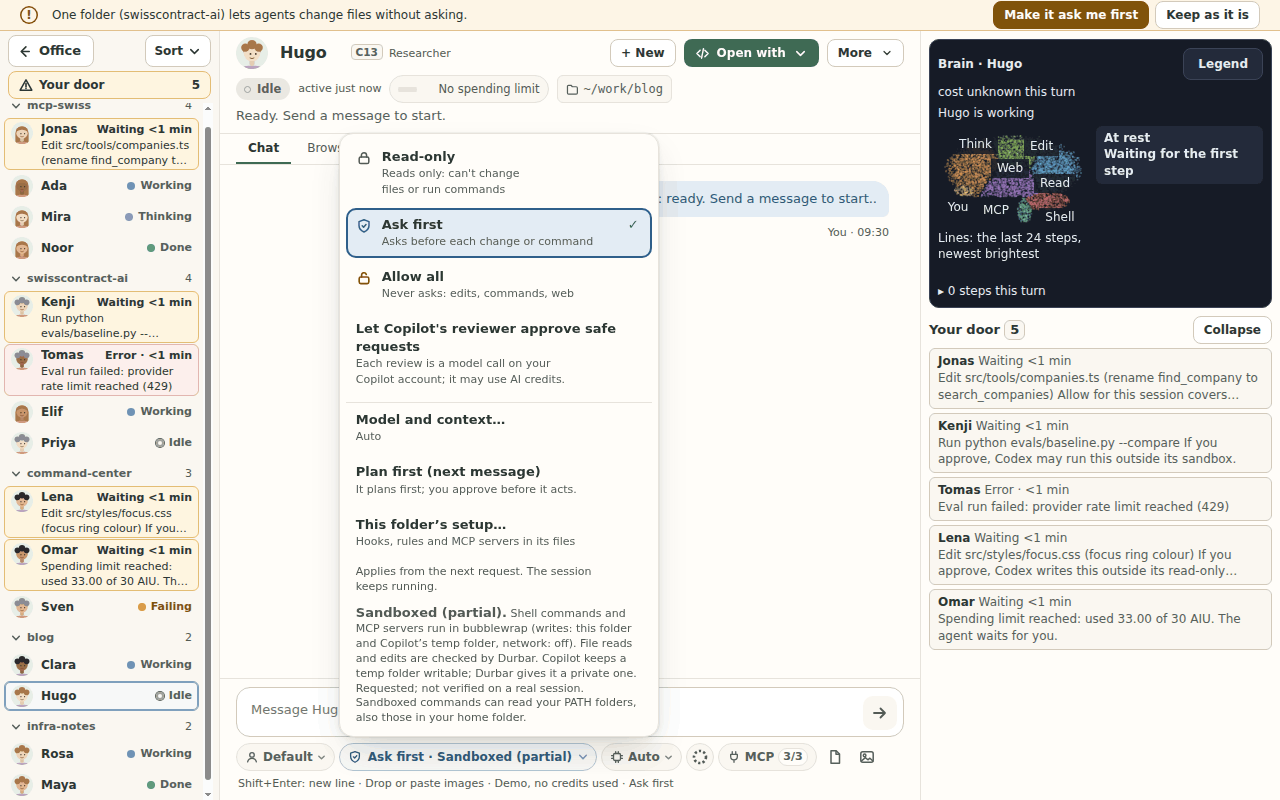 One folder (swisscontract-ai) lets agents change files without asking.
Make it ask me first
Keep as it is
Office
Sort
Your door 5
mcp-swiss 4
Jonas Waiting <1 min
Edit src/tools/companies.ts
(rename find_company t…
Ada Working
Mira Thinking
Noor Done
swisscontract-ai 4
Kenji Waiting <1 min
Run python
evals/baseline.py --…
Tomas Error · <1 min
Eval run failed: provider
rate limit reached (429)
Elif Working
Priya Idle
command-center 3
Lena Waiting <1 min
Edit src/styles/focus.css
(focus ring colour) If you…
Omar Waiting <1 min
Spending limit reached:
used 33.00 of 30 AIU. Th…
Sven Failing
blog 2
Clara Working
Hugo Idle
infra-notes 2
Rosa Working
Maya Done
Hugo C13 Researcher
+ New
Open with
More
Idle active just now No spending limit ~/work/blog
Ready. Send a message to start.
Chat Brows
: ready. Send a message to start..
You · 09:30
Read-only
Reads only: can't change
files or run commands
Ask first ✓
Asks before each change or command
Allow all
Never asks: edits, commands, web
Let Copilot's reviewer approve safe
requests
Each review is a model call on your
Copilot account; it may use AI credits.
Model and context…
Auto
Plan first (next message)
It plans first; you approve before it acts.
This folder’s setup…
Hooks, rules and MCP servers in its files
Applies from the next request. The session
keeps running.
Sandboxed (partial). Shell commands and
MCP servers run in bubblewrap (writes: this folder
and Copilot’s temp folder, network: off). File reads
and edits are checked by Durbar. Copilot keeps a
temp folder writable; Durbar gives it a private one.
Requested; not verified on a real session.
Sandboxed commands can read your PATH folders,
also those in your home folder.
Message Hug
Default Ask first · Sandboxed (partial) Auto MCP 3/3
Shift+Enter: new line · Drop or paste images · Demo, no credits used · Ask first
Brain · Hugo
Legend
cost unknown this turn
Hugo is working
Think Edit
Web
Read
You MCP
Shell
At rest
Waiting for the first
step
Lines: the last 24 steps,
newest brightest
▸ 0 steps this turn
Your door 5
Collapse
Jonas Waiting <1 min
Edit src/tools/companies.ts (rename find_company to
search_companies) Allow for this session covers…
Kenji Waiting <1 min
Run python evals/baseline.py --compare If you
approve, Codex may run this outside its sandbox.
Tomas Error · <1 min
Eval run failed: provider rate limit reached (429)
Lena Waiting <1 min
Edit src/styles/focus.css (focus ring colour) If you
approve, Codex writes this outside its read-only…
Omar Waiting <1 min
Spending limit reached: used 33.00 of 30 AIU. The
agent waits for you.